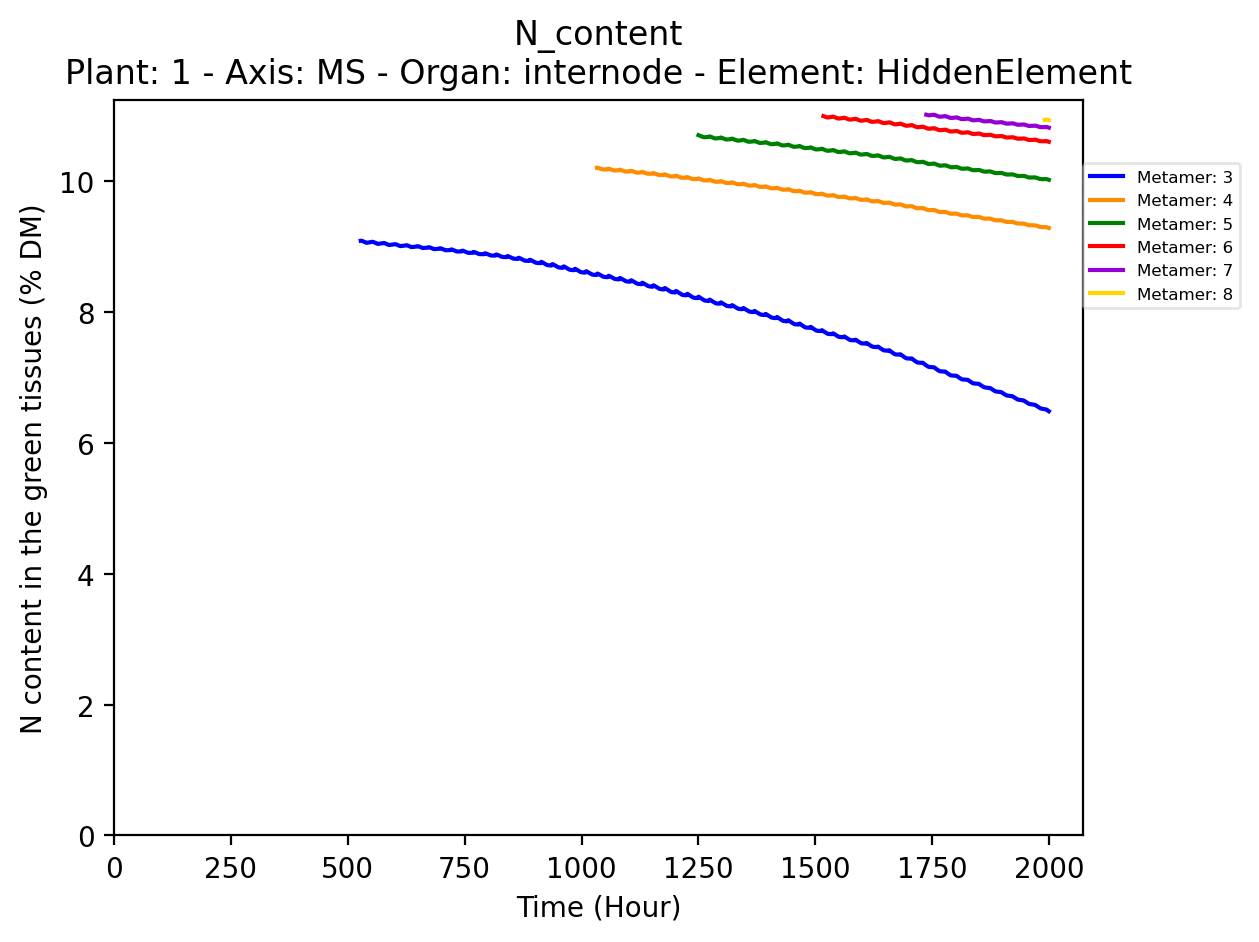 N_content
Plant: 1 - Axis: MS - Organ: internode - Element: HiddenElement
N content in the green tissues (% DM)
10
8
6
4
2
0
0 250 500 750 1000 1250 1500 1750 2000
Time (Hour)
Metamer: 3
Metamer: 4
Metamer: 5
Metamer: 6
Metamer: 7
Metamer: 8